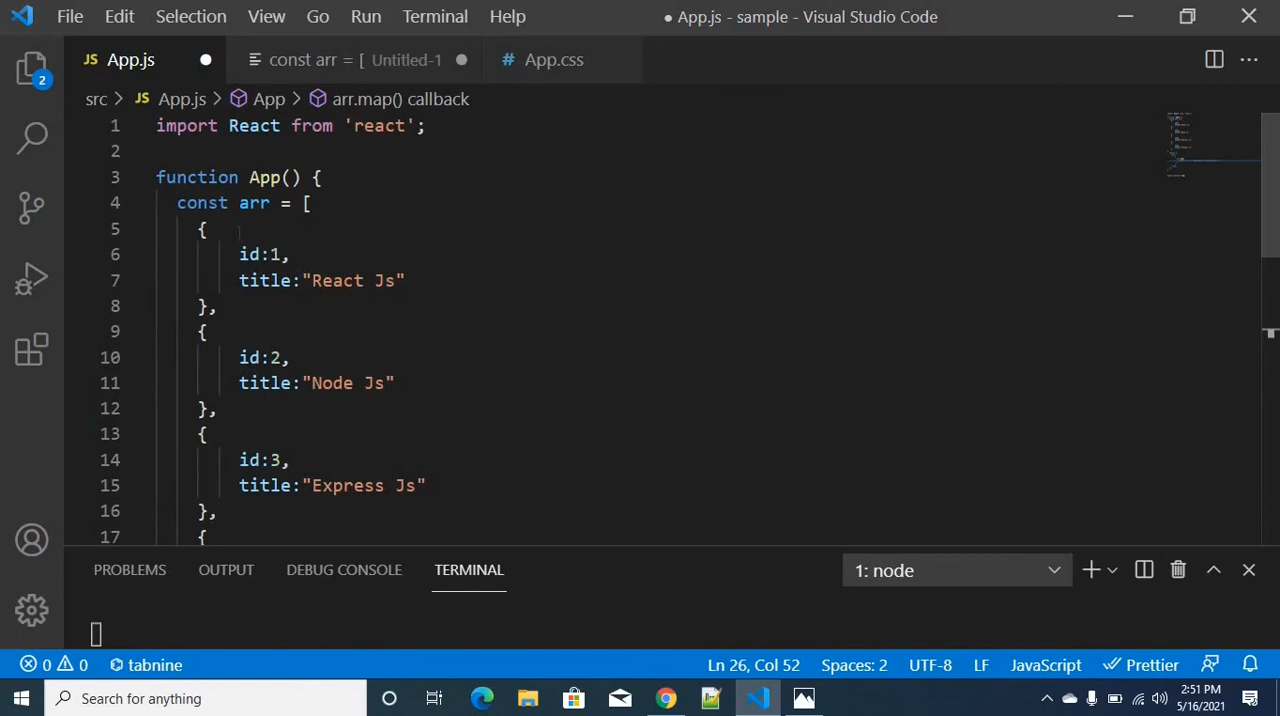 File Edit Selection View Go Run Terminal Help ● App.js - sample - Visual Studio Code
JS App.js ● const arr = [ Untitled-1 ● # App.css
2
src > JS App.js > App > arr.map() callback
1 import React from 'react';
2
3 function App() {
4 const arr = [
5 {
6 id:1,
7 title:"React Js"
8 },
9 {
10 id:2,
11 title:"Node Js"
12 },
13 {
14 id:3,
15 title:"Express Js"
16 },
17 {
PROBLEMS OUTPUT DEBUG CONSOLE TERMINAL 1: node
0 0 tabnine Ln 26, Col 52 Spaces: 2 UTF-8 LF JavaScript Prettier
Search for anything
2:51 PM
5/16/2021